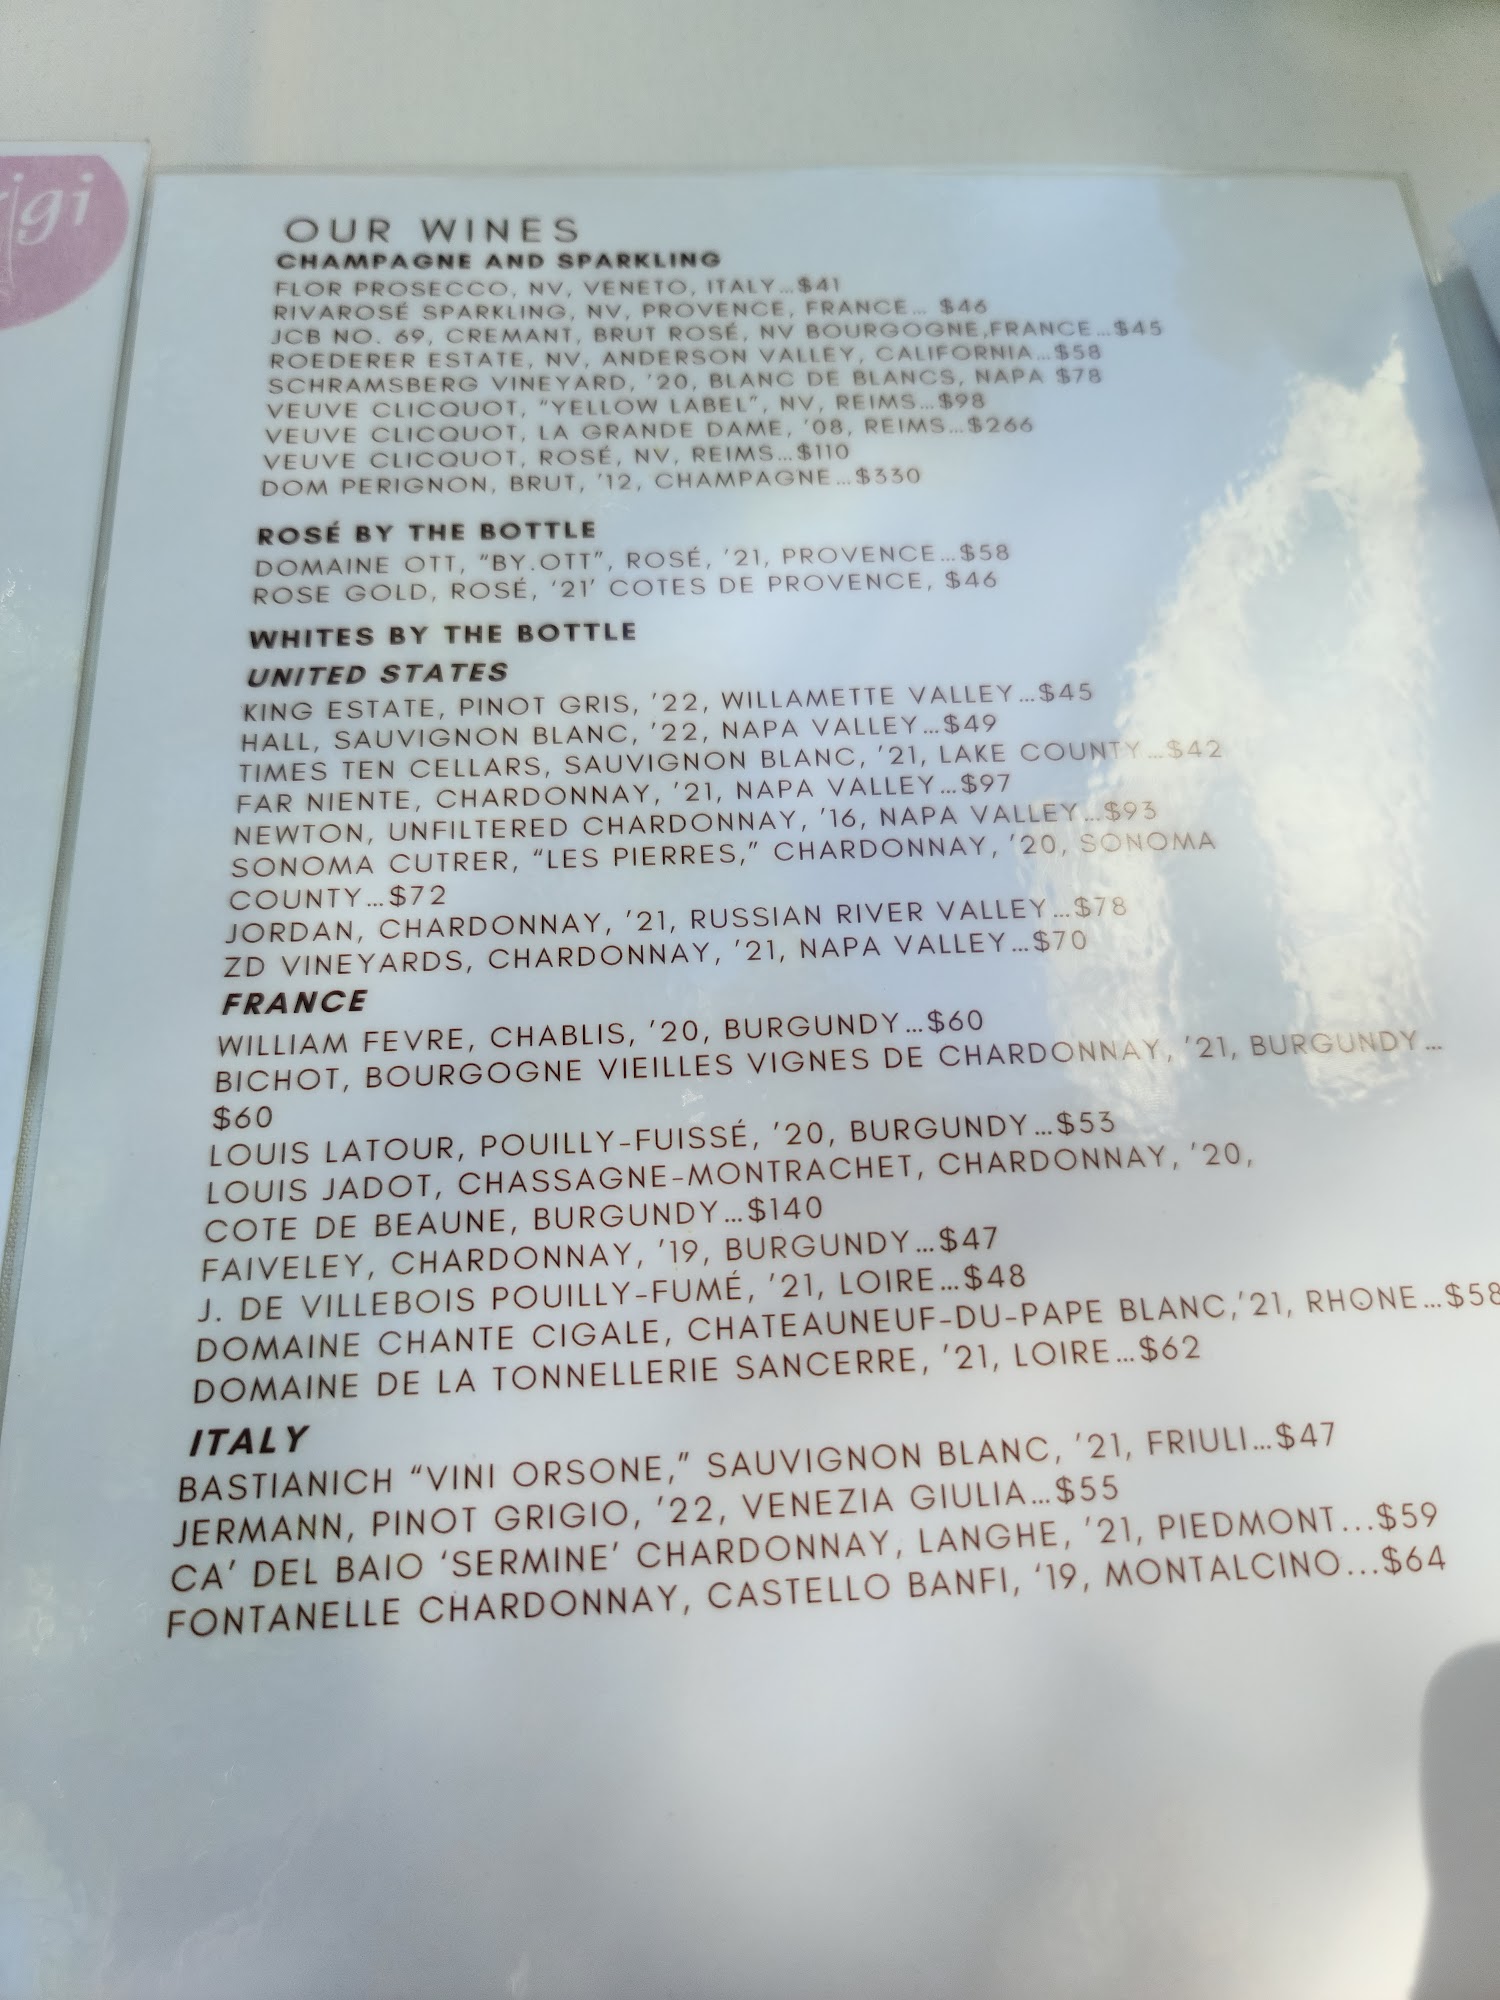 rigi
OUR WINES
CHAMPAGNE AND SPARKLING
FLOR PROSECCO, NV, VENETO, ITALY...$41
RIVAROSÉ SPARKLING, NV, PROVENCE, FRANCE... $46
JCB NO. 69, CREMANT, BRUT ROSÉ, NV BOURGOGNE,FRANCE...$45
ROEDERER ESTATE, NV, ANDERSON VALLEY, CALIFORNIA...$58
SCHRAMSBERG VINEYARD, '20, BLANC DE BLANCS, NAPA $78
VEUVE CLICQUOT, "YELLOW LABEL", NV, REIMS...$98
VEUVE CLICQUOT, LA GRANDE DAME, '08, REIMS...$266
VEUVE CLICQUOT, ROSÉ, NV, REIMS...$110
DOM PERIGNON, BRUT, '12, CHAMPAGNE...$330
ROSÉ BY THE BOTTLE
DOMAINE OTT, "BY.OTT", ROSÉ, '21, PROVENCE...$58
ROSE GOLD, ROSÉ, '21' COTES DE PROVENCE, $46
WHITES BY THE BOTTLE
UNITED STATES
KING ESTATE, PINOT GRIS, '22, WILLAMETTE VALLEY...$45
HALL, SAUVIGNON BLANC, '22, NAPA VALLEY...$49
TIMES TEN CELLARS, SAUVIGNON BLANC, '21, LAKE COUNTY...$42
FAR NIENTE, CHARDONNAY, '21, NAPA VALLEY...$97
NEWTON, UNFILTERED CHARDONNAY, '16, NAPA VALLEY...$93
SONOMA CUTRER, "LES PIERRES," CHARDONNAY, '20, SONOMA
COUNTY...$72
JORDAN, CHARDONNAY, '21, RUSSIAN RIVER VALLEY...$78
ZD VINEYARDS, CHARDONNAY, '21, NAPA VALLEY...$70
FRANCE
WILLIAM FEVRE, CHABLIS, '20, BURGUNDY...$60
BICHOT, BOURGOGNE VIEILLES VIGNES DE CHARDONNAY, '21, BURGUNDY...
$60
LOUIS LATOUR, POUILLY-FUISSÉ, '20, BURGUNDY...$53
LOUIS JADOT, CHASSAGNE-MONTRACHET, CHARDONNAY, '20,
COTE DE BEAUNE, BURGUNDY...$140
FAIVELEY, CHARDONNAY, '19, BURGUNDY...$47
J. DE VILLEBOIS POUILLY-FUMÉ, '21, LOIRE...$48
DOMAINE CHANTE CIGALE, CHATEAUNEUF-DU-PAPE BLANC,'21, RHONE...$58
DOMAINE DE LA TONNELLERIE SANCERRE, '21, LOIRE...$62
ITALY
BASTIANICH "VINI ORSONE," SAUVIGNON BLANC, '21, FRIULI...$47
JERMANN, PINOT GRIGIO, '22, VENEZIA GIULIA...$55
CA' DEL BAIO 'SERMINE' CHARDONNAY, LANGHE, '21, PIEDMONT...$59
FONTANELLE CHARDONNAY, CASTELLO BANFI, '19, MONTALCINO...$64